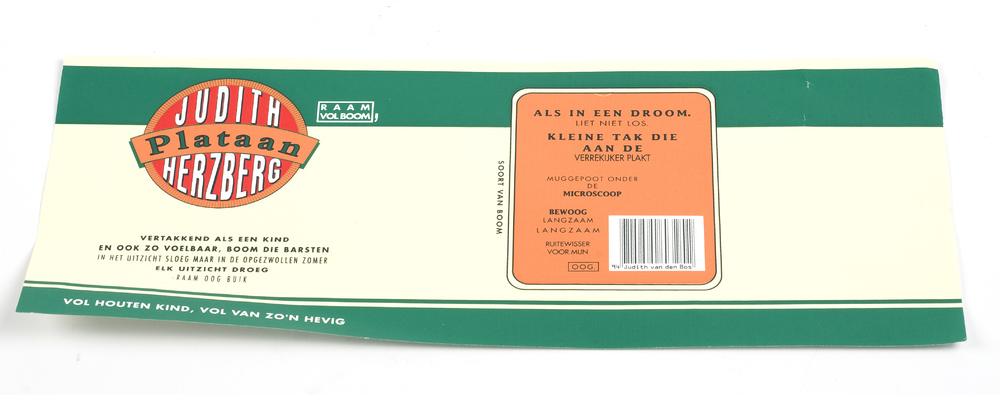 JUDITH
Plataan
HERZBERG
RAAM
VOL BOOM,
VERTAKKEND ALS EEN KIND
EN OOK ZO VOELBAAR, BOOM DIE BARSTEN
IN HET UITZICHT SLOEG MAAR IN DE OPGEZWOLLEN ZOMER
ELK UITZICHT DROEG
RAAM OOG BUIK
VOL HOUTEN KIND, VOL VAN ZO'N HEVIG
SOORT VAN BOOM
ALS IN EEN DROOM.
LIET NIET LOS.
KLEINE TAK DIE
AAN DE
VERREKIJKER PLAKT
MUGGEPOOT ONDER
DE
MICROSCOOP
BEWOOG
LANGZAAM
LANGZAAM
RUITEWISSER
VOOR MIJN
OOG.
'94 Judith van den Bos